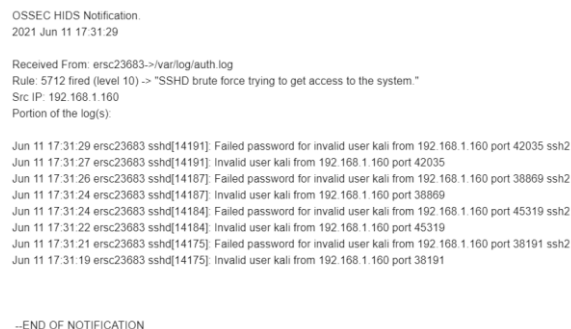 OSSEC HIDS Notification.
2021 Jun 11 17:31:29
Received From: ersc23683->/var/log/auth.log
Rule: 5712 fired (level 10) -> "SSHD brute force trying to get access to the system."
Src IP: 192.168.1.160
Portion of the log(s):
Jun 11 17:31:29 ersc23683 sshd[14191]: Failed password for invalid user kali from 192.168.1.160 port 42035 ssh2
Jun 11 17:31:27 ersc23683 sshd[14191]: Invalid user kali from 192.168.1.160 port 42035
Jun 11 17:31:26 ersc23683 sshd[14187]: Failed password for invalid user kali from 192.168.1.160 port 38869 ssh2
Jun 11 17:31:24 ersc23683 sshd[14187]: Invalid user kali from 192.168.1.160 port 38869
Jun 11 17:31:24 ersc23683 sshd[14184]: Failed password for invalid user kali from 192.168.1.160 port 45319 ssh2
Jun 11 17:31:22 ersc23683 sshd[14184]: Invalid user kali from 192.168.1.160 port 45319
Jun 11 17:31:21 ersc23683 sshd[14175]: Failed password for invalid user kali from 192.168.1.160 port 38191 ssh2
Jun 11 17:31:19 ersc23683 sshd[14175]: Invalid user kali from 192.168.1.160 port 38191
--END OF NOTIFICATION